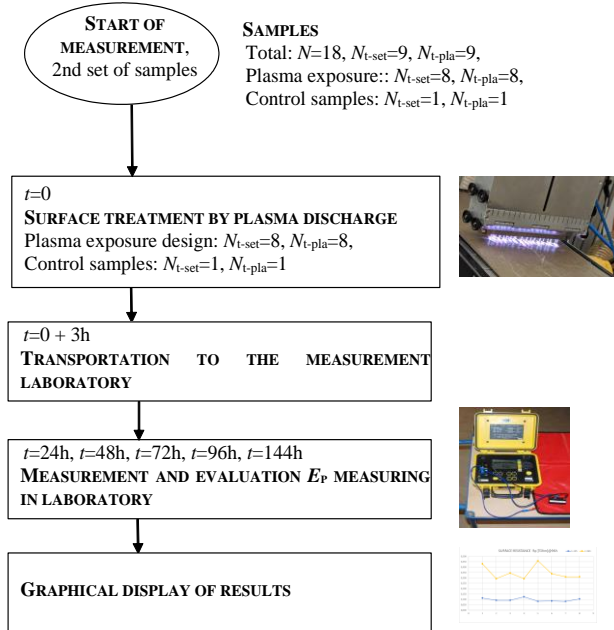 START OF
MEASUREMENT,
2nd set of samples
SAMPLES
Total: N=18, Nt-set=9, Nt-pla=9,
Plasma exposure:: Nt-set=8, Nt-pla=8,
Control samples: Nt-set=1, Nt-pla=1
t=0
SURFACE TREATMENT BY PLASMA DISCHARGE
Plasma exposure design: Nt-set=8, Nt-pla=8,
Control samples: Nt-set=1, Nt-pla=1
t=0 + 3h
TRANSPORTATION TO THE MEASUREMENT
LABORATORY
t=24h, t=48h, t=72h, t=96h, t=144h
MEASUREMENT AND EVALUATION EP MEASURING
IN LABORATORY
GRAPHICAL DISPLAY OF RESULTS